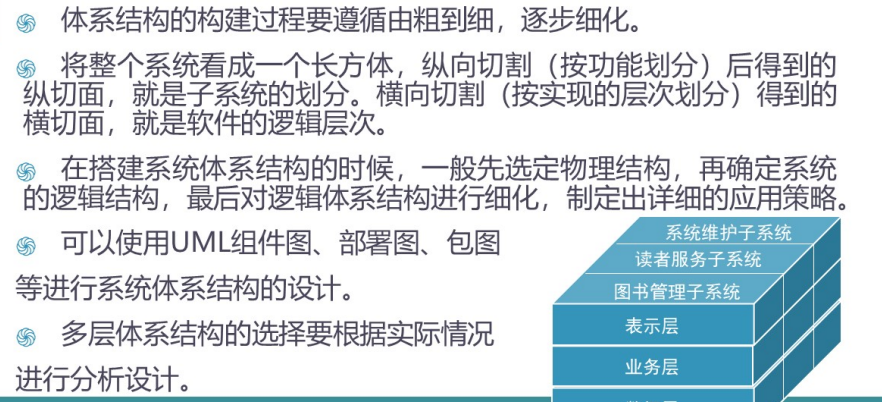 体系结构的构建过程要遵循由粗到细，逐步细化。
将整个系统看成一个长方体，纵向切割（按功能划分）后得到的
纵切面，就是子系统的划分。横向切割（按实现的层次划分）得到的
横切面，就是软件的逻辑层次。
在搭建系统体系结构的时候，一般先选定物理结构，再确定系统
的逻辑结构，最后对逻辑体系结构进行细化，制定出详细的应用策略。
可以使用UML组件图、部署图、包图
等进行系统体系结构的设计。
多层体系结构的选择要根据实际情况
进行分析设计。
系统维护子系统
读者服务子系统
图书管理子系统
表示层
业务层